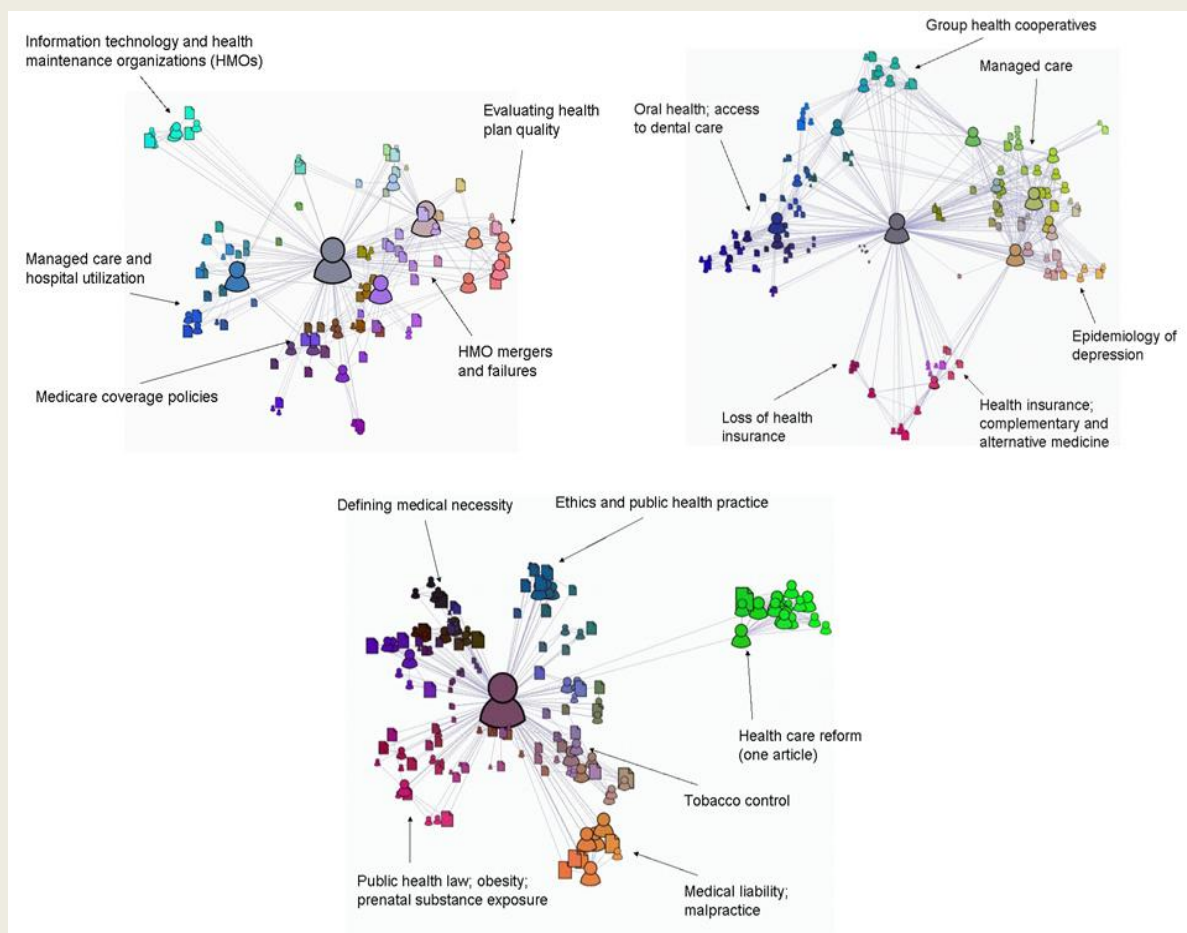 Information technology and health
maintenance organizations (HMOs)
Evaluating health
plan quality
Managed care and
hospital utilization
HMO mergers
and failures
Medicare coverage policies
Group health cooperatives
Managed care
Oral health; access
to dental care
Epidemiology of
depression
Loss of health
insurance
Health insurance;
complementary and
alternative medicine
Defining medical necessity
Ethics and public health practice
Health care reform
(one article)
Tobacco control
Public health law; obesity;
prenatal substance exposure
Medical liability;
malpractice